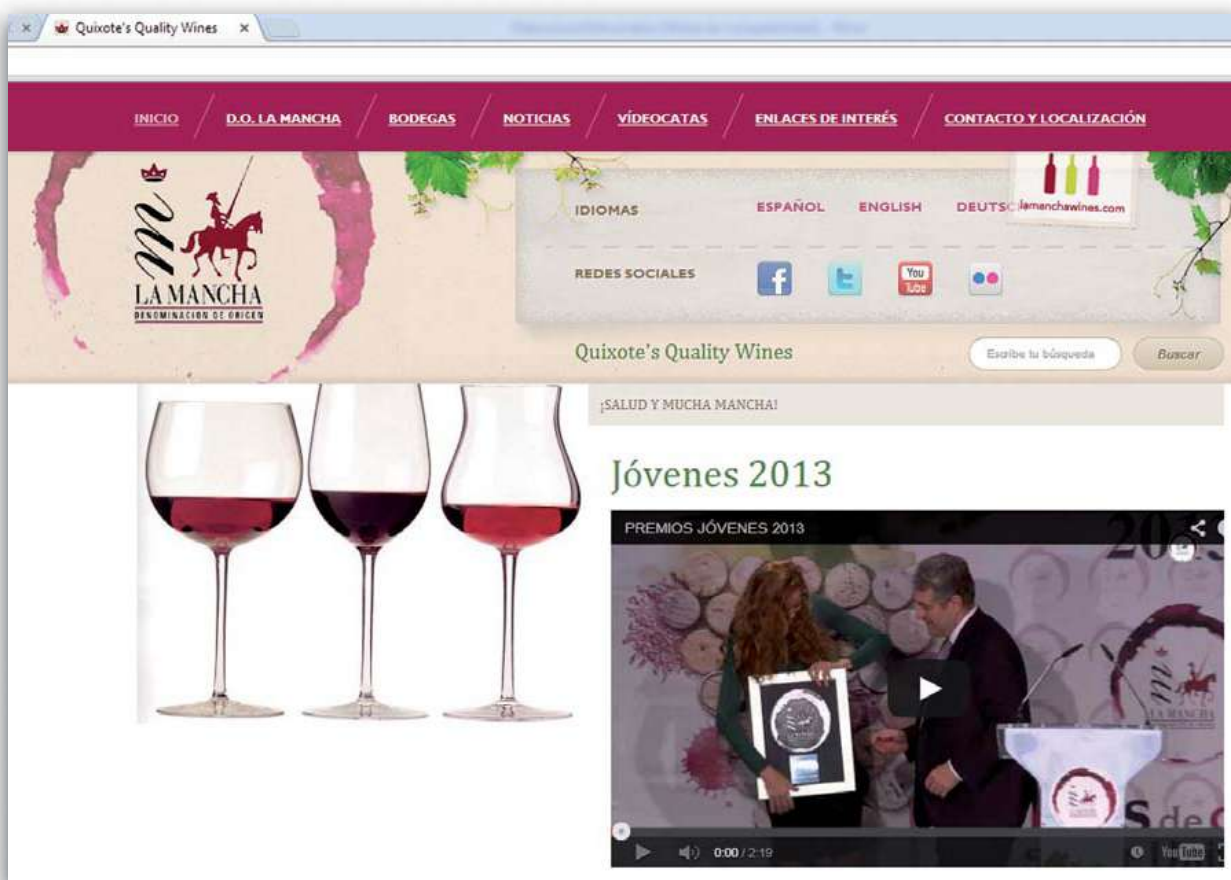 Quixote's Quality Wines
INICIO
D.O. LA MANCHA
BODEGAS
NOTICIAS
VÍDEOCATAS
ENLACES DE INTERÉS
CONTACTO Y LOCALIZACIÓN
m
LA MANCHA
DENOMINACIÓN DE ORIGEN
IDIOMAS
ESPAÑOL
ENGLISH
lamanchawines.com
REDES SOCIALES
f
You
Tube
Quixote's Quality Wines
Escribe tu búsqueda
Buscar
¡SALUD Y MUCHA MANCHA!
Jóvenes 2013
PREMIOS JÓVENES 2013
m
LA MANCHA
0:00 / 2:19
YouTube